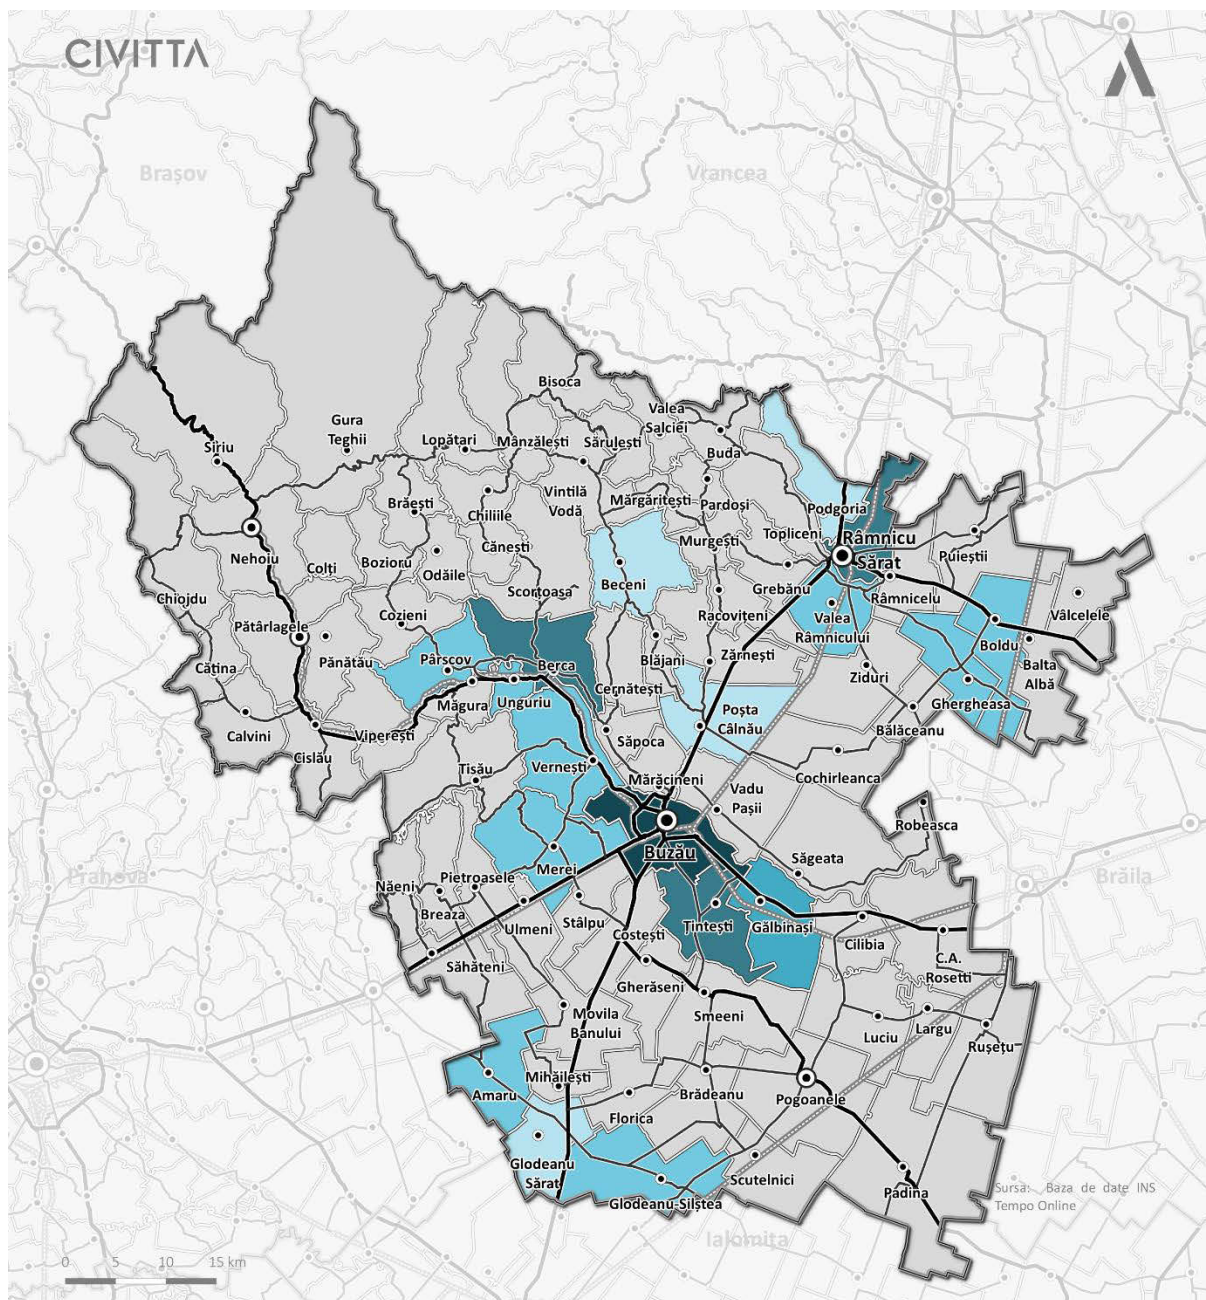 CIVITTA
Brașov
Vrancea
Bisoca
Valea
Salciei
Gura
Teghii
Siriu
Lopătari
Mânzălești
Sărulești
Buda
Brăești
Chiliile
Vintilă
Vodă
Mărgăritești
Pardoși
Podgoria
Râmnicu
Sărat
Nehoiu
Colți
Bozioru
Odăile
Cănești
Murgești
Topliceni
Puieștii
Chiojdu
Scorțoasa
Beceni
Grebănu
Râmnicelu
Vâlcelele
Pătârlagele
Cozieni
Racovițeni
Valea
Râmnicului
Boldu
Cătina
Pănătău
Pârscov
Berca
Blăjani
Zărnești
Ziduri
Balta
Albă
Măgura
Unguriu
Cernătești
Poșta
Câlnău
Ghergheasa
Calvini
Cislău
Viperești
Săpoca
Bălăceanu
Tisău
Vernești
Mărăcineni
Vadu
Pașii
Cochirleanca
Robeasca
Buzău
Săgeata
Prahova
Brăila
Merei
Năeni
Pietroasele
Breaza
Ulmeni
Stâlpu
Costești
Țintești
Gălbinași
Cilibia
C.A.
Rosetti
Săhăteni
Gherăseni
Movila
Banului
Smeeni
Luciu
Largu
Rușețu
Mihăilești
Amaru
Florica
Brădeanu
Pogoanele
Glodeanu
Sărat
Glodeanu-Siliștea
Scutelnici
Padina
Sursa: Baza de date INS
Tempo Online
Ialomița
0 5 10 15 km